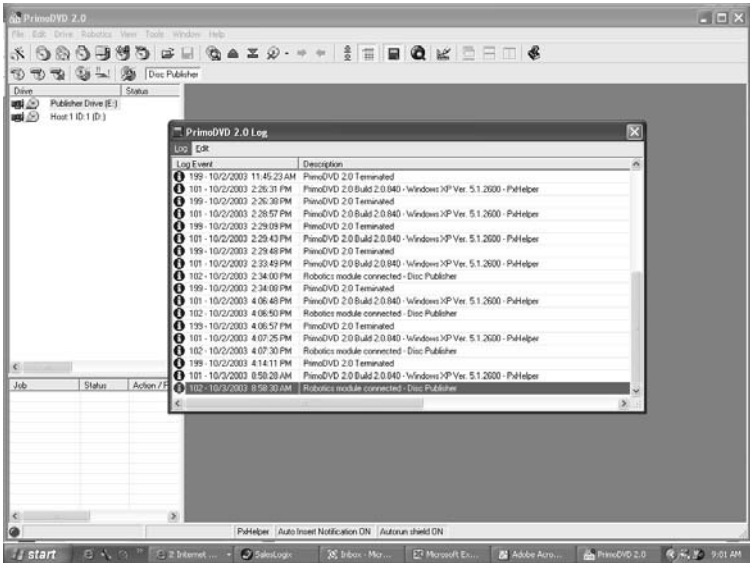 PrimoDVD 2.0
File Edit Drive Robotics View Tools Window Help
Disc Publisher
Drive Status
Publisher Drive (E:)
Host:1 ID:1 (D:)
PrimoDVD 2.0 Log
Log Edit
Log Event Description
199 - 10/2/2003 11:45:23 AM PrimoDVD 2.0 Terminated
101 - 10/2/2003 2:26:31 PM PrimoDVD 2.0 Build 2.0.840 - Windows XP Ver. 5.1.2600 - PxHelper
199 - 10/2/2003 2:26:38 PM PrimoDVD 2.0 Terminated
101 - 10/2/2003 2:28:57 PM PrimoDVD 2.0 Build 2.0.840 - Windows XP Ver. 5.1.2600 - PxHelper
199 - 10/2/2003 2:29:09 PM PrimoDVD 2.0 Terminated
101 - 10/2/2003 2:29:43 PM PrimoDVD 2.0 Build 2.0.840 - Windows XP Ver. 5.1.2600 - PxHelper
199 - 10/2/2003 2:29:48 PM PrimoDVD 2.0 Terminated
101 - 10/2/2003 2:33:49 PM PrimoDVD 2.0 Build 2.0.840 - Windows XP Ver. 5.1.2600 - PxHelper
102 - 10/2/2003 2:34:00 PM Robotics module connected - Disc Publisher
199 - 10/2/2003 2:34:08 PM PrimoDVD 2.0 Terminated
101 - 10/2/2003 4:06:48 PM PrimoDVD 2.0 Build 2.0.840 - Windows XP Ver. 5.1.2600 - PxHelper
102 - 10/2/2003 4:06:50 PM Robotics module connected - Disc Publisher
199 - 10/2/2003 4:06:57 PM PrimoDVD 2.0 Terminated
101 - 10/2/2003 4:07:25 PM PrimoDVD 2.0 Build 2.0.840 - Windows XP Ver. 5.1.2600 - PxHelper
102 - 10/2/2003 4:07:30 PM Robotics module connected - Disc Publisher
199 - 10/2/2003 4:14:11 PM PrimoDVD 2.0 Terminated
101 - 10/3/2003 8:58:28 AM PrimoDVD 2.0 Build 2.0.840 - Windows XP Ver. 5.1.2600 - PxHelper
102 - 10/3/2003 8:58:30 AM Robotics module connected - Disc Publisher
Job Status Action / F
PxHelper Auto Insert Notification ON Autorun shield ON
start 2 Internet ... SalesLogix Inbox - Micr... Microsoft Ex... Adobe Acro... PrimoDVD 2.0 9:01 AM